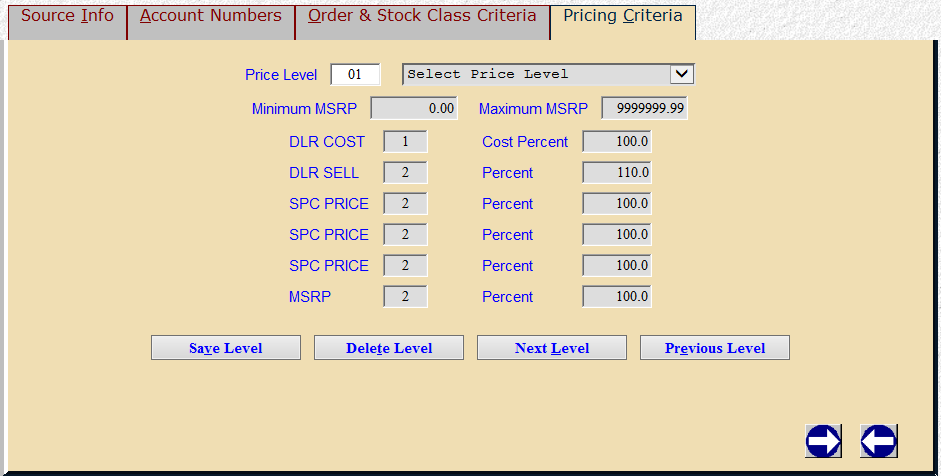 Source Info Account Numbers Order & Stock Class Criteria Pricing Criteria
Price Level 01 Select Price Level
Minimum MSRP 0.00 Maximum MSRP 9999999.99
DLR COST 1 Cost Percent 100.0
DLR SELL 2 Percent 110.0
SPC PRICE 2 Percent 100.0
SPC PRICE 2 Percent 100.0
SPC PRICE 2 Percent 100.0
MSRP 2 Percent 100.0
Save Level Delete Level Next Level Previous Level